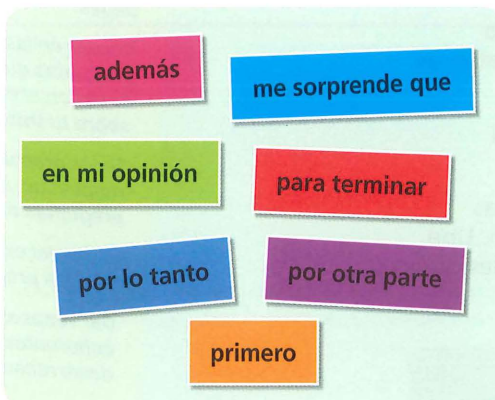 además
me sorprende que
en mi opinión
para terminar
por lo tanto
por otra parte
primero